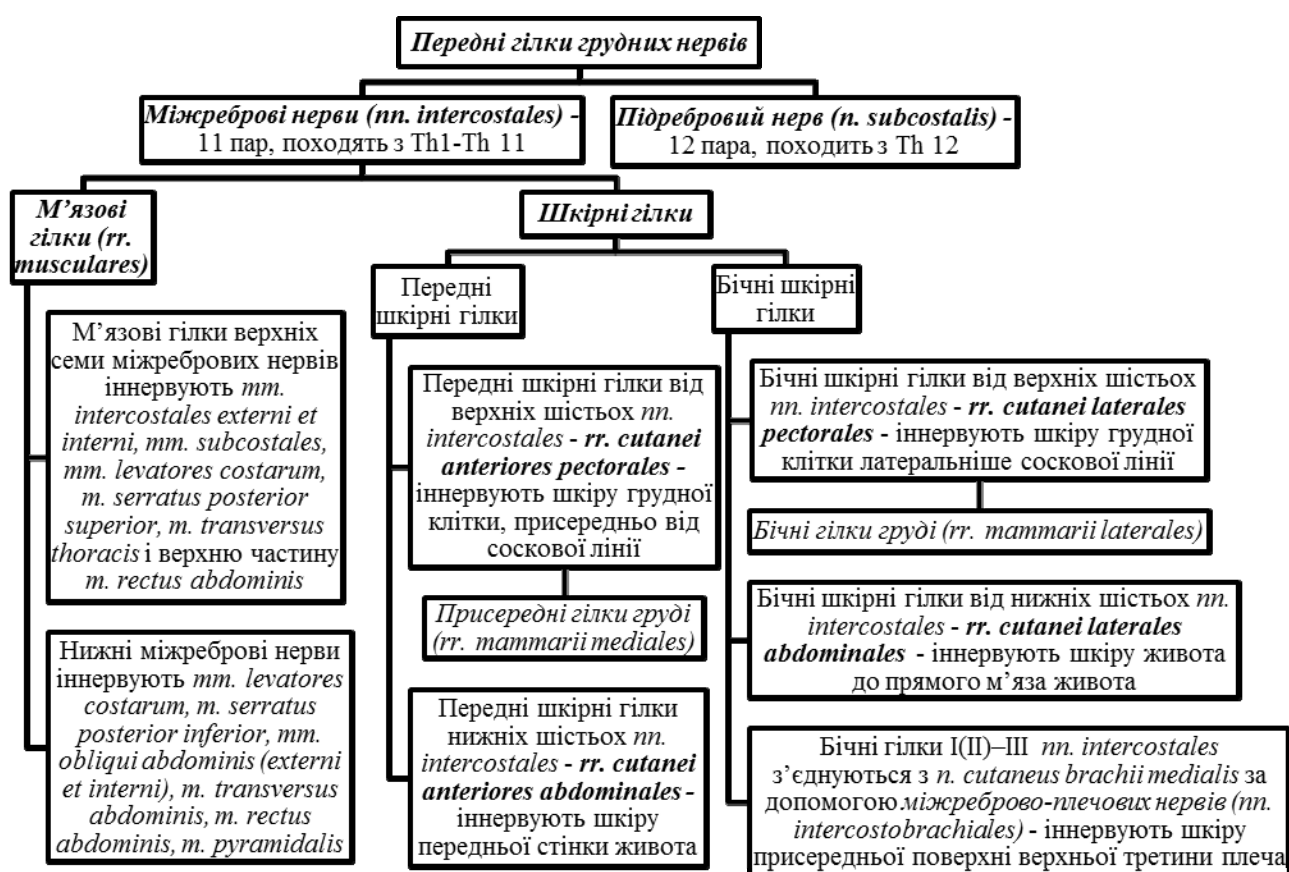 Передні гілки грудних нервів
Міжреброві нерви (nn. intercostales) -
11 пар, походять з Th1-Th 11
Підребровий нерв (n. subcostalis) -
12 пара, походить з Th 12
М’язові
гілки (rr.
musculares)
Шкірні гілки
Передні
шкірні гілки
Бічні шкірні
гілки
М’язові гілки верхніх
семи міжребрових нервів
іннервують mm.
intercostales externi et
interni, mm. subcostales,
mm. levatores costarum,
m. serratus posterior
superior, m. transversus
thoracis і верхню частину
m. rectus abdominis
Нижні міжреброві нерви
іннервують mm. levatores
costarum, m. serratus
posterior inferior, mm.
obliqui abdominis (externi
et interni), m. transversus
abdominis, m. rectus
abdominis, m. pyramidalis
Передні шкірні гілки від
верхніх шістьох nn.
intercostales - rr. cutanei
anteriores pectorales -
іннервують шкіру грудної
клітки, присередньо від
соскової лінії
Присередні гілки груді
(rr. mammarii mediales)
Передні шкірні гілки
нижніх шістьох nn.
intercostales - rr. cutanei
anteriores abdominales -
іннервують шкіру
передньої стінки живота
Бічні шкірні гілки від верхніх шістьох
nn. intercostales - rr. cutanei laterales
pectorales - іннервують шкіру грудної
клітки латеральніше соскової лінії
Бічні гілки груді (rr. mammarii laterales)
Бічні шкірні гілки від нижніх шістьох nn.
intercostales - rr. cutanei laterales
abdominales - іннервують шкіру живота
до прямого м’яза живота
Бічні гілки I(II)–III nn. intercostales
з’єднуються з n. cutaneus brachii medialis за
допомогою міжреброво-плечових нервів (nn.
intercostobrachiales) - іннервують шкіру
присередньої поверхні верхньої третини плеча